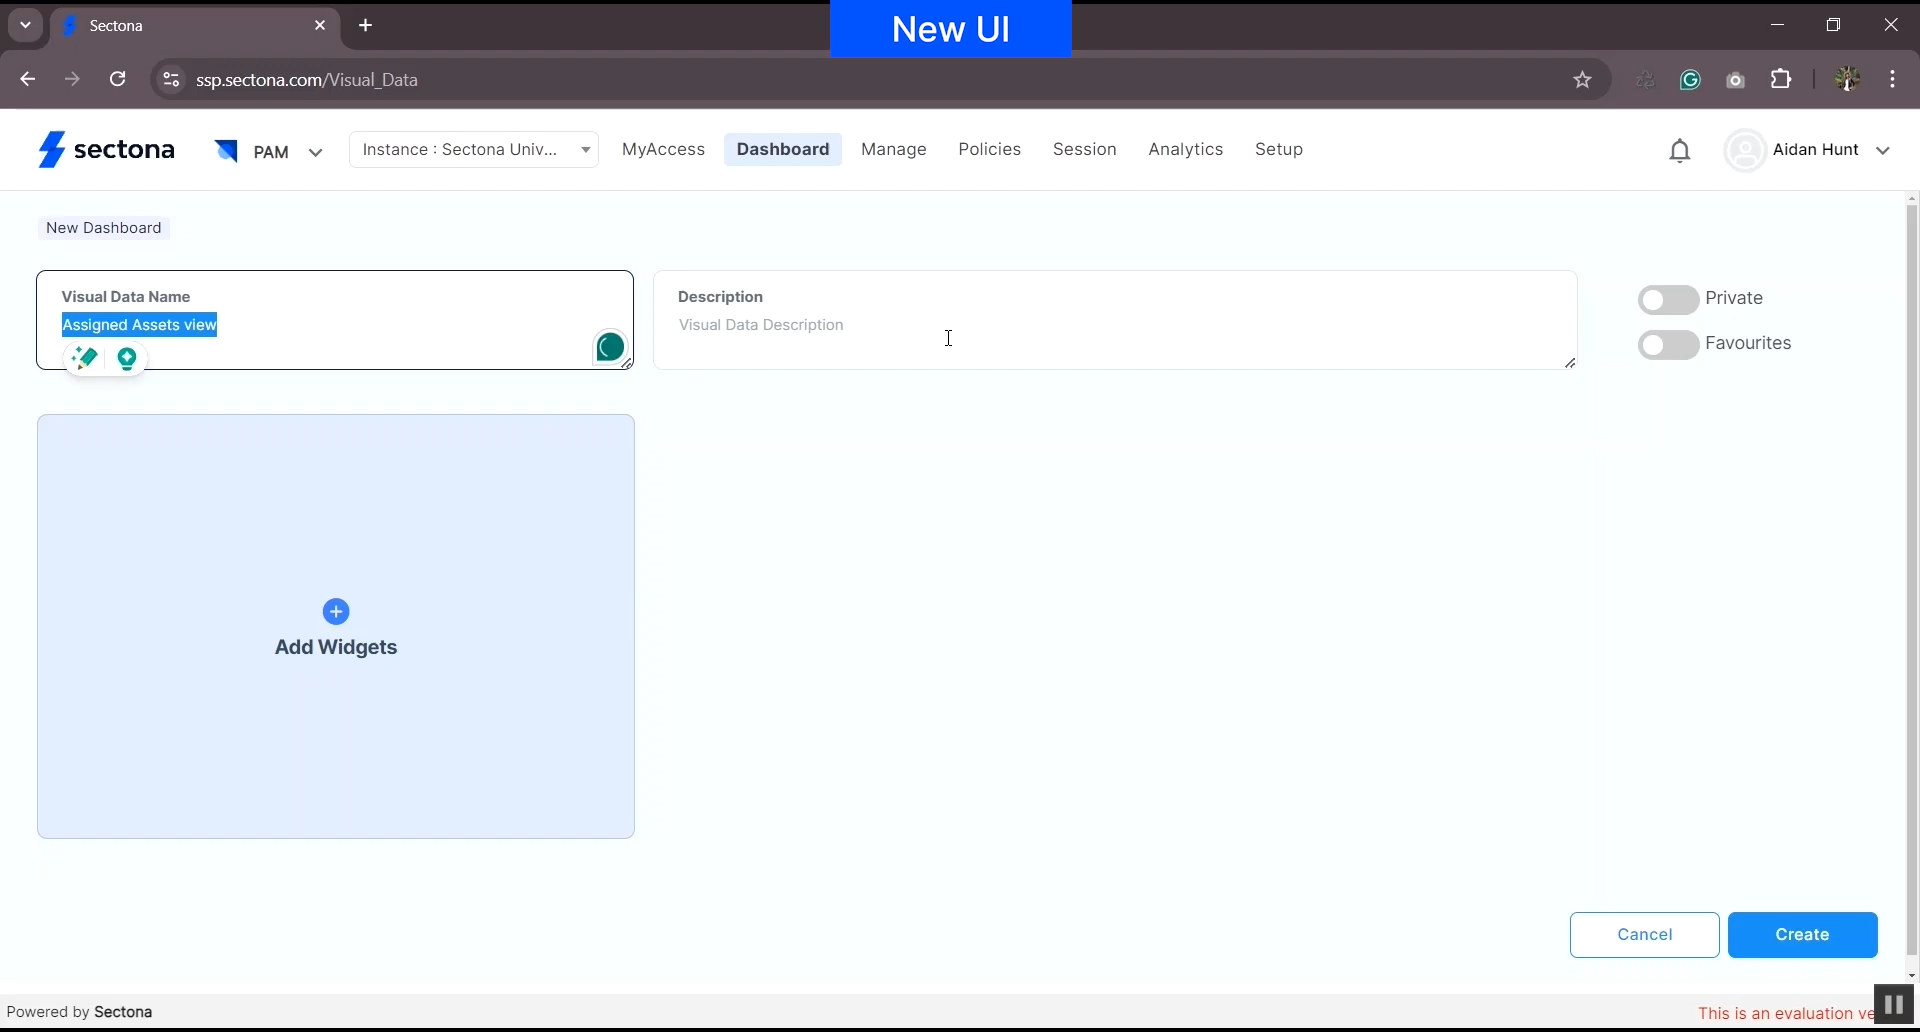 New UI
Sectona
ssp.sectona.com/Visual_Data
sectona
PAM
Instance : Sectona Univ...
MyAccess
Dashboard
Manage
Policies
Session
Analytics
Setup
Aidan Hunt
New Dashboard
Visual Data Name
Assigned Assets view
Description
Visual Data Description
Private
Favourites
Add Widgets
Cancel
Create
Powered by Sectona
This is an evaluation ve